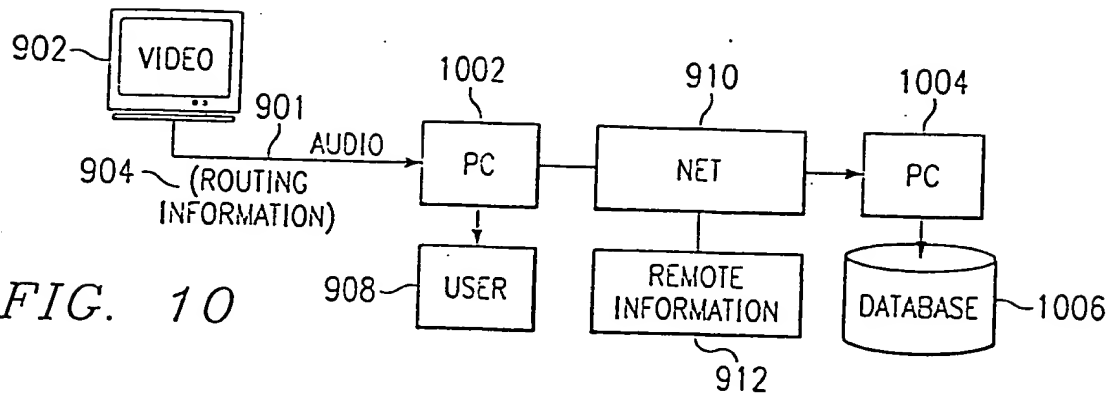 902
VIDEO
901
AUDIO
904
(ROUTING
INFORMATION)
1002
PC
910
NET
1004
PC
908
USER
REMOTE
INFORMATION
912
DATABASE
1006
FIG. 10